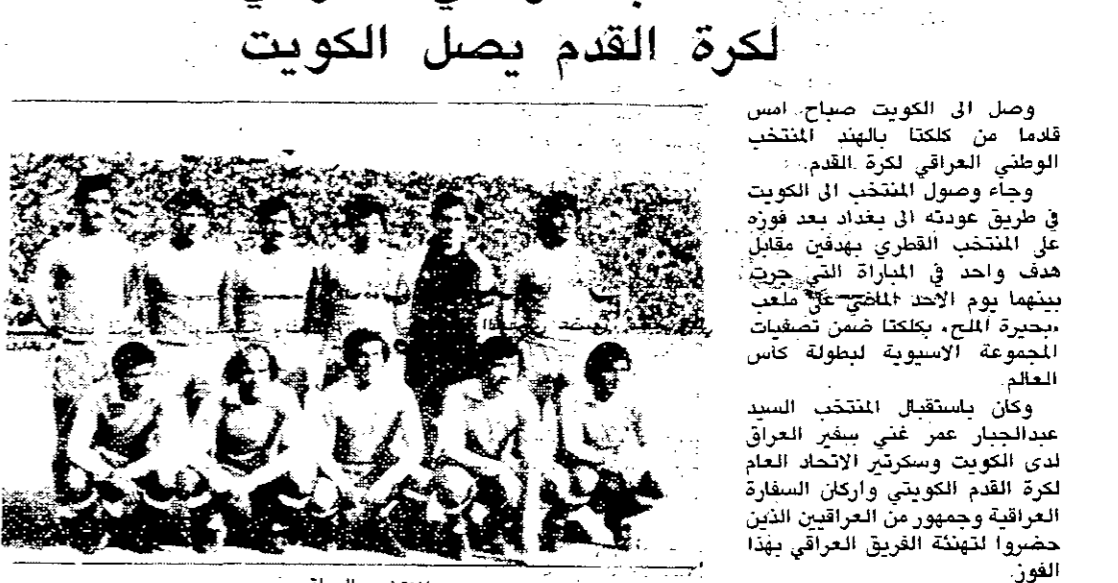 لكرة القدم يصل الكويت
وصل الى الكويت صباح امس
قادما من كلكتا بالهند المنتخب
الوطني العراقي لكرة القدم.
وجاء وصول المنتخب الى الكويت
في طريق عودته الى بغداد بعد فوزه
على المنتخب القطري بهدفين مقابل
هدف واحد في المباراة التي جرت
بينهما يوم الاحد الماضي على ملعب
«بحيرة الملح» بكلكتا ضمن تصفيات
المجموعة الاسيوية لبطولة كأس
العالم.
وكان باستقبال المنتخب السيد
عبدالجبار عمر غني سفير العراق
لدى الكويت وسكرتير الاتحاد العام
لكرة القدم الكويتي واركان السفارة
العراقية وجمهور من العراقيين الذين
حضروا لتهنئة الفريق العراقي بهذا
الفوز.